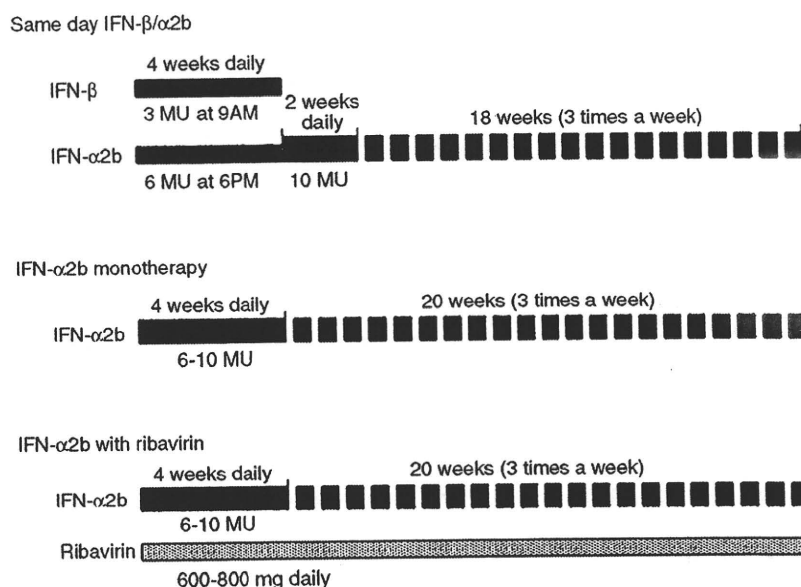 Same day IFN-β/α2b
4 weeks daily
IFN-β
3 MU at 9AM
2 weeks
daily
18 weeks (3 times a week)
IFN-α2b
6 MU at 6PM
10 MU
IFN-α2b monotherapy
4 weeks daily
20 weeks (3 times a week)
IFN-α2b
6-10 MU
IFN-α2b with ribavirin
4 weeks daily
20 weeks (3 times a week)
IFN-α2b
6-10 MU
Ribavirin
600-800 mg daily